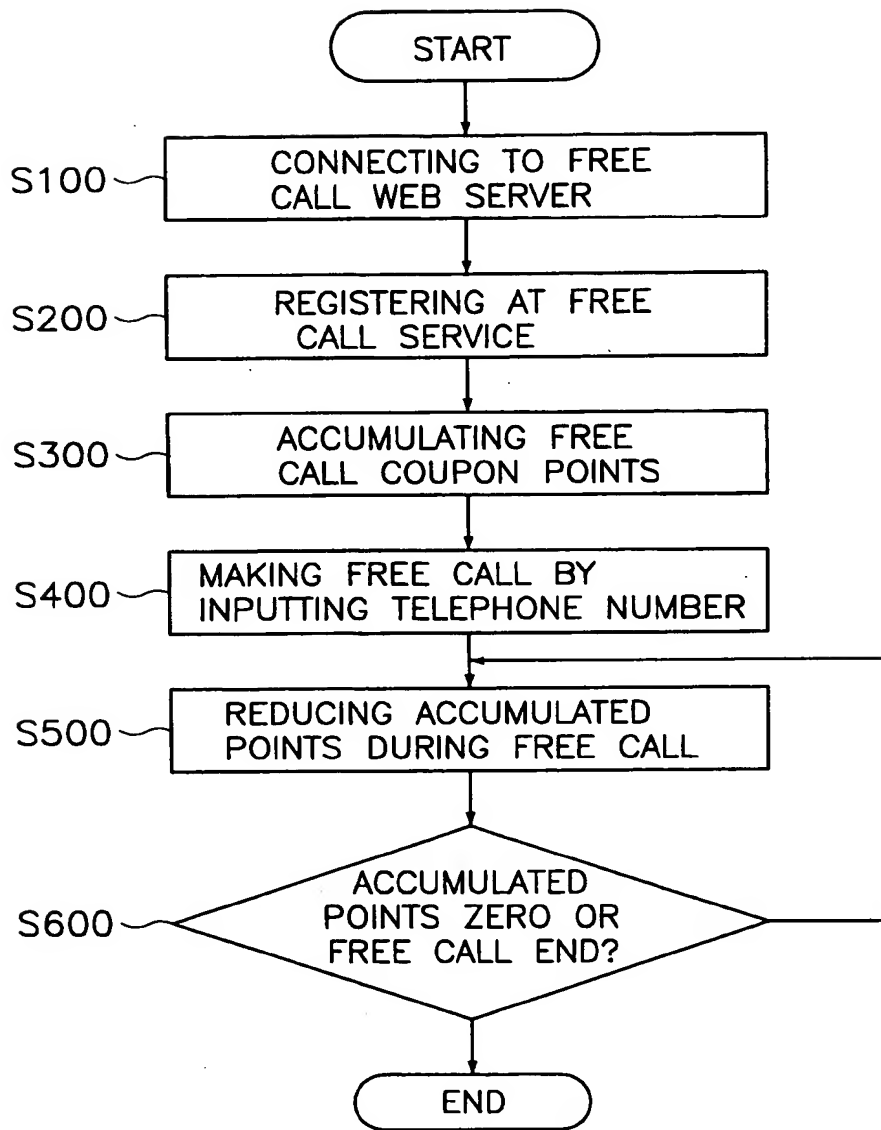 START
S100
CONNECTING TO FREE
CALL WEB SERVER
S200
REGISTERING AT FREE
CALL SERVICE
S300
ACCUMULATING FREE
CALL COUPON POINTS
S400
MAKING FREE CALL BY
INPUTTING TELEPHONE NUMBER
S500
REDUCING ACCUMULATED
POINTS DURING FREE CALL
S600
ACCUMULATED
POINTS ZERO OR
FREE CALL END?
END